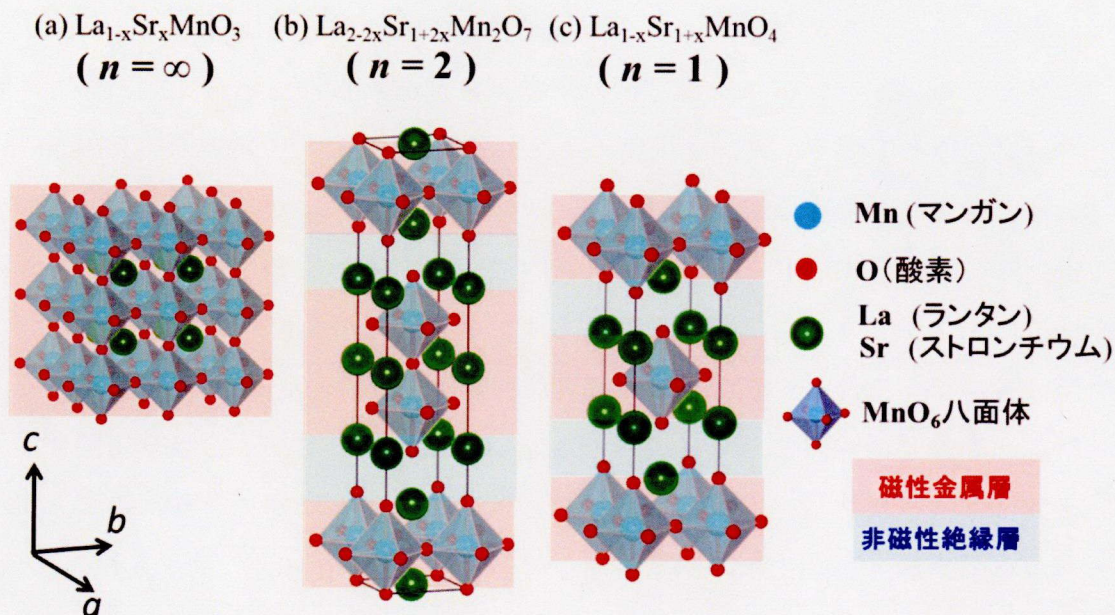 (a) La₁₋ₓSrₓMnO₃
( n = ∞ )
(b) La₂₋₂ₓSr₁₊₂ₓMn₂O₇
( n = 2 )
(c) La₁₋ₓSr₁₊ₓMnO₄
( n = 1 )
Mn (マンガン)
O (酸素)
La (ランタン)
Sr (ストロンチウム)
MnO₆八面体
磁性金属層
非磁性絶縁層
c
b
a